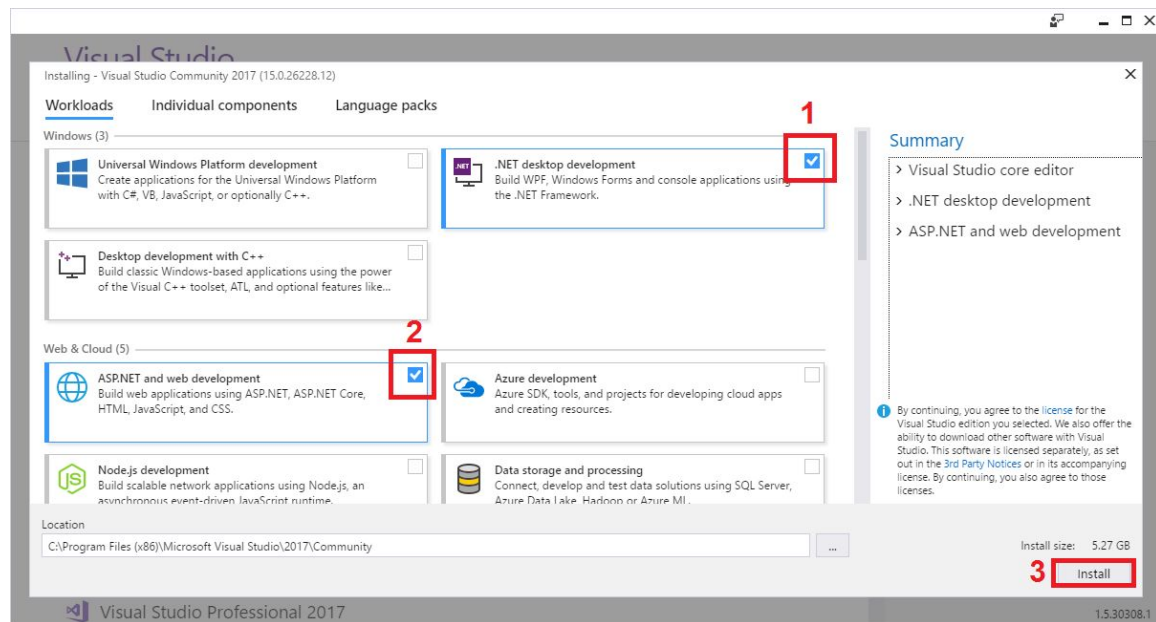 Visual Studio
Installing - Visual Studio Community 2017 (15.0.26228.12)
Workloads Individual components Language packs
1
Windows (3)
Universal Windows Platform development
Create applications for the Universal Windows Platform
with C#, VB, JavaScript, or optionally C++.
.NET
.NET desktop development
Build WPF, Windows Forms and console applications using
the .NET Framework.
Desktop development with C++
Build classic Windows-based applications using the power
of the Visual C++ toolset, ATL, and optional features like...
2
Web & Cloud (5)
ASP.NET and web development
Build web applications using ASP.NET, ASP.NET Core,
HTML, JavaScript, and CSS.
Azure development
Azure SDK, tools, and projects for developing cloud apps
and creating resources.
JS
Node.js development
Build scalable network applications using Node.js, an
asynchronous event-driven JavaScript runtime.
Data storage and processing
Connect, develop and test data solutions using SQL Server,
Azure Data Lake, Hadoop or Azure ML.
Summary
> Visual Studio core editor
> .NET desktop development
> ASP.NET and web development
By continuing, you agree to the license for the
Visual Studio edition you selected. We also offer the
ability to download other software with Visual
Studio. This software is licensed separately, as set
out in the 3rd Party Notices or in its accompanying
license. By continuing, you also agree to those
licenses.
Location
C:\Program Files (x86)\Microsoft Visual Studio\2017\Community
...
Install size: 5.27 GB
3
Install
Visual Studio Professional 2017
1.5.30308.1